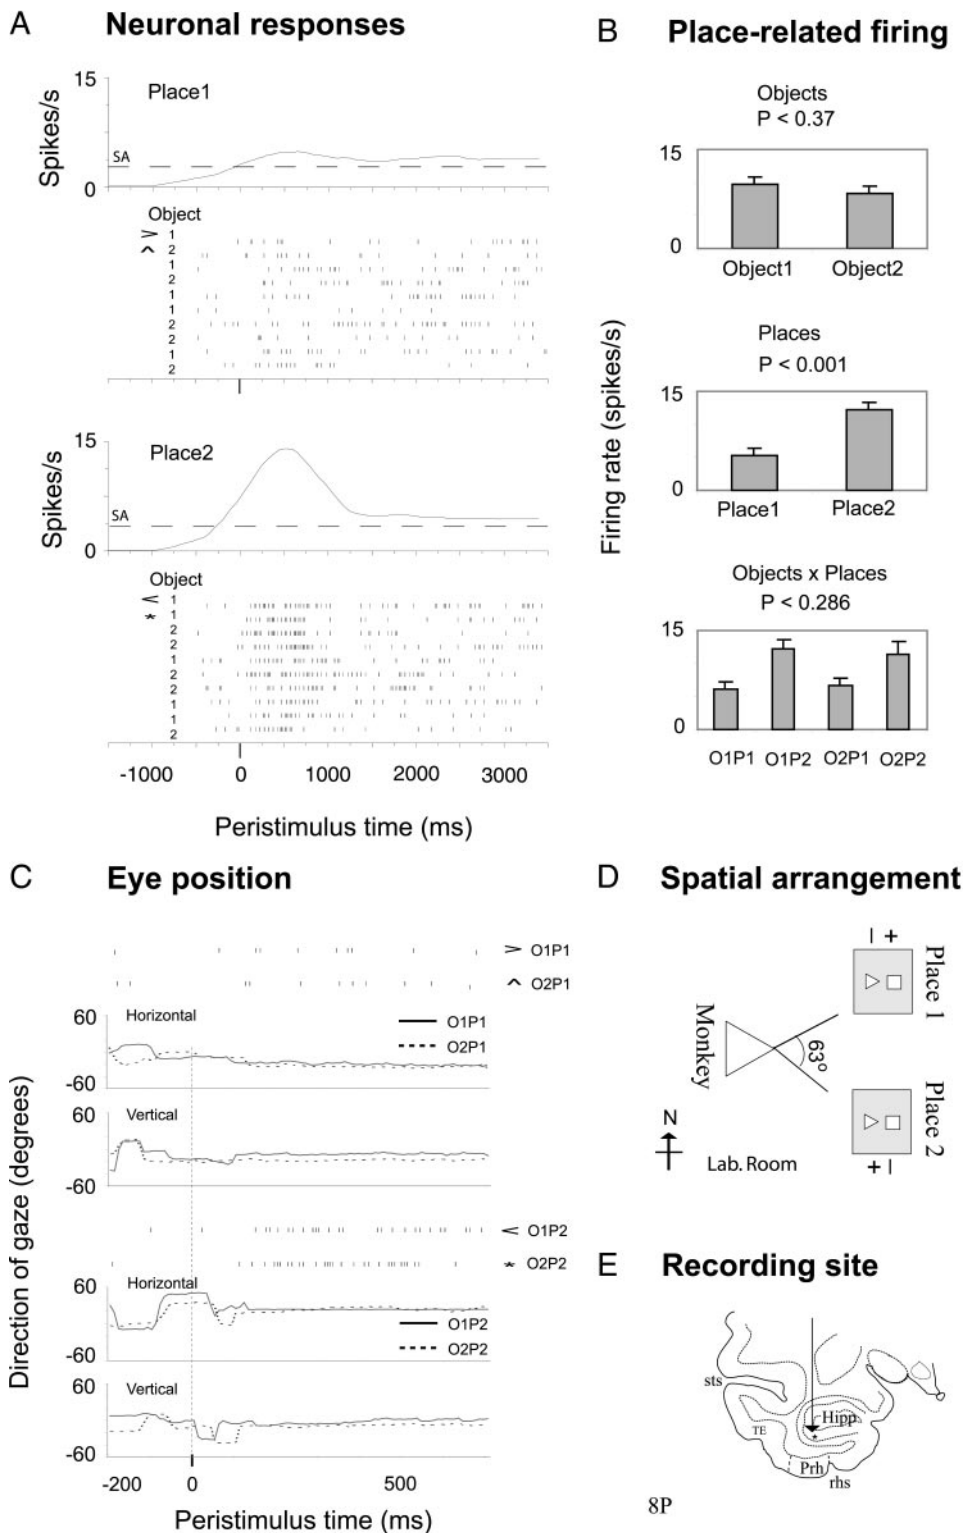 A Neuronal responses
15
Place1
Spikes/s
SA
0
Object
> 1
^ 2
1
2
1
1
2
2
1
2
15
Place2
Spikes/s
SA
0
Object
< 1
* 1
2
2
1
2
2
1
1
2
-1000 0 1000 2000 3000
Peristimulus time (ms)
B Place-related firing
Objects
P < 0.37
15
0
Object1 Object2
Firing rate (spikes/s)
Places
P < 0.001
15
0
Place1 Place2
Objects x Places
P < 0.286
15
0
O1P1 O1P2 O2P1 O2P2
C Eye position
> O1P1
^ O2P1
Direction of gaze (degrees)
60
Horizontal
O1P1
O2P1
-60
60
Vertical
-60
< O1P2
* O2P2
60
Horizontal
O1P2
O2P2
-60
60
Vertical
-60
-200 0 500
Peristimulus time (ms)
D Spatial arrangement
− +
Place 1
Monkey
63°
Place 2
+ −
N
Lab. Room
E Recording site
sts
Hipp
*
TE
Prh
rhs
8P